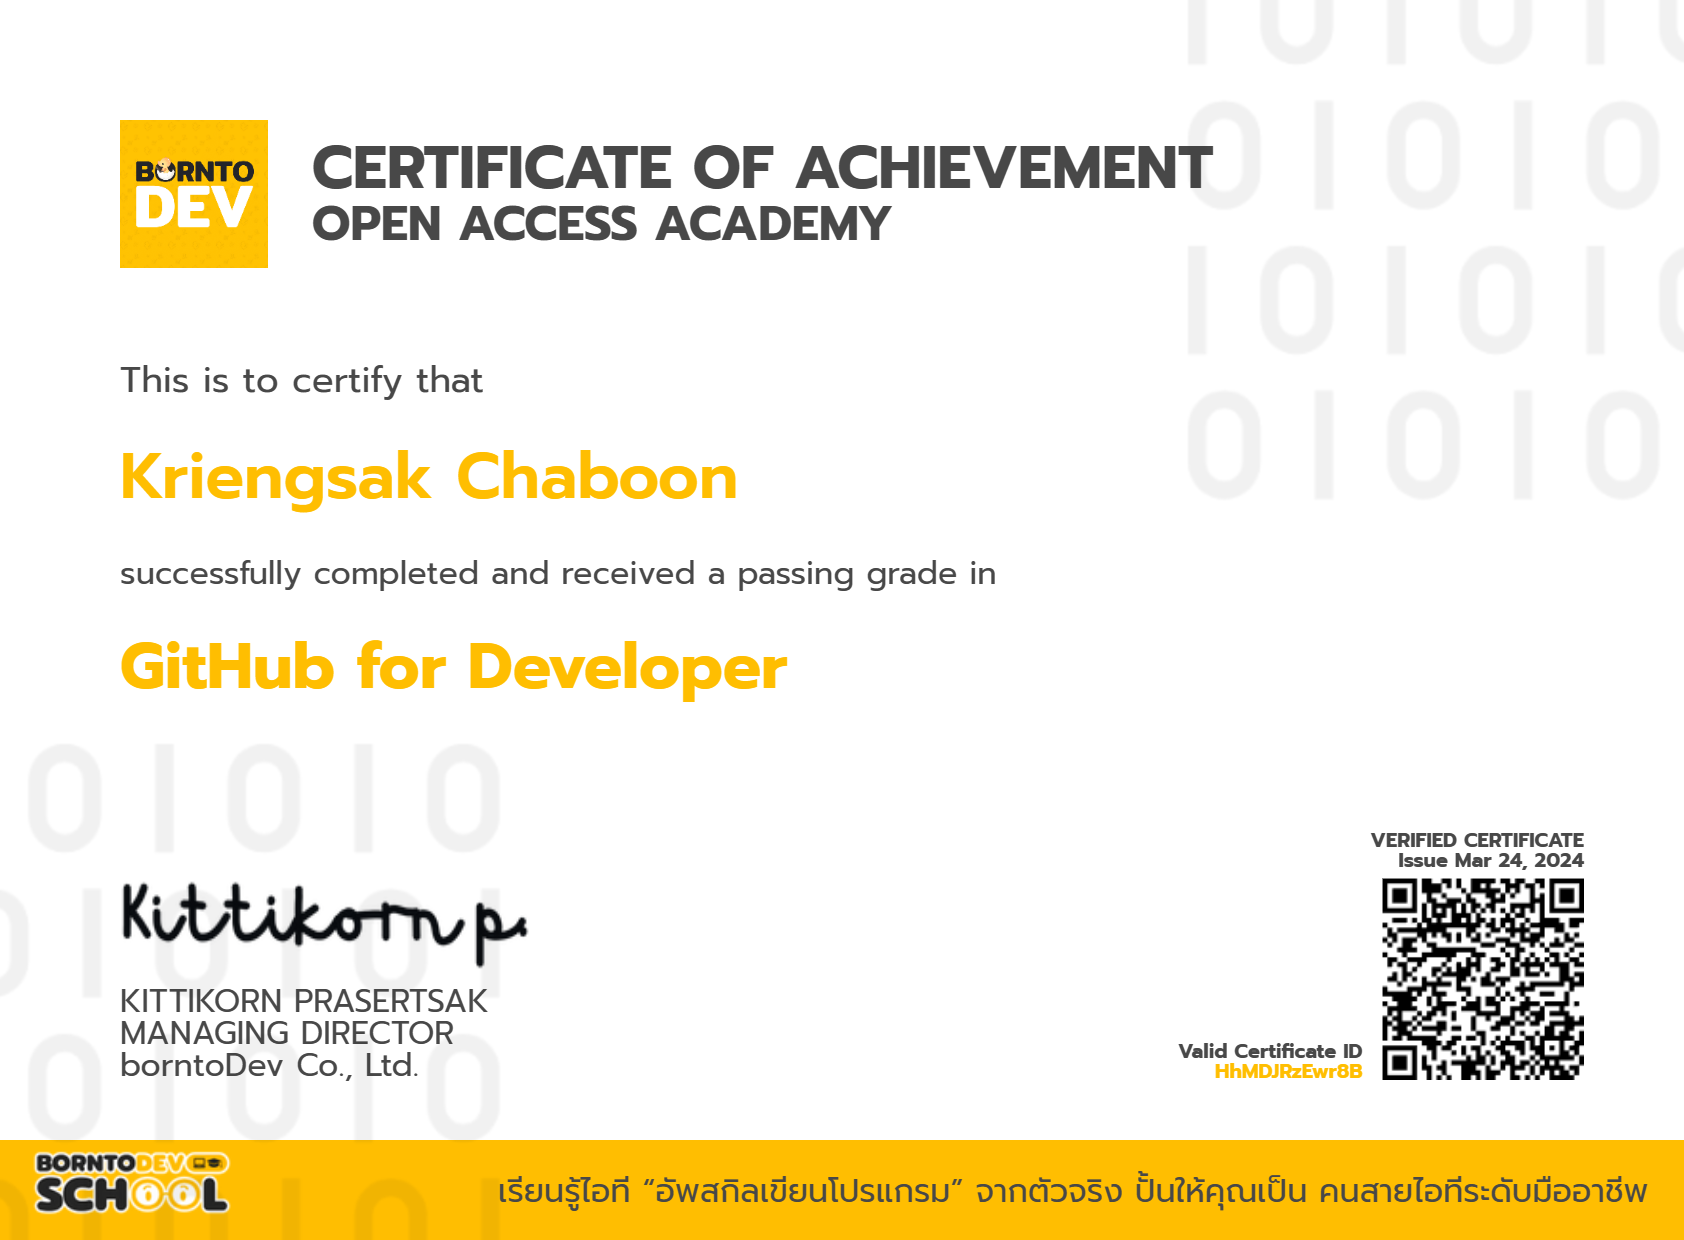 BORNTO
DEV
CERTIFICATE OF ACHIEVEMENT
OPEN ACCESS ACADEMY
This is to certify that
Kriengsak Chaboon
successfully completed and received a passing grade in
GitHub for Developer
VERIFIED CERTIFICATE
Issue Mar 24, 2024
Kittikorn p.
KITTIKORN PRASERTSAK
MANAGING DIRECTOR
borntoDev Co., Ltd.
Valid Certificate ID
HhMDJRzEwr8B
BORNTODEV
SCHOOL
เรียนรู้ไอที “อัพสกิลเขียนโปรแกรม” จากตัวจริง ปั้นให้คุณเป็น คนสายไอทีระดับมืออาชีพ